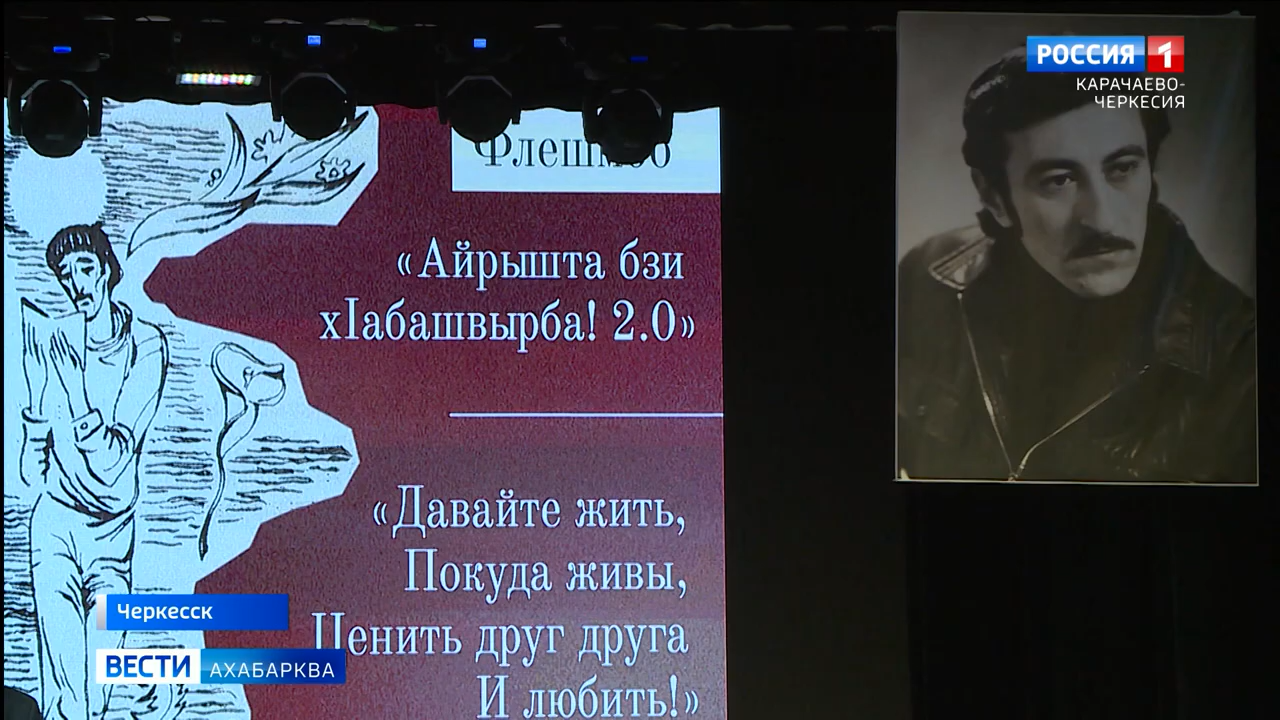 РОССИЯ 1
КАРАЧАЕВО-
ЧЕРКЕСИЯ
Флешмоб
«Айрышта бзи
хIабашвырба! 2.0»
«Давайте жить,
Покуда живы,
Ценить друг друга
И любить!»
Черкесск
ВЕСТИ АХАБАРКВА